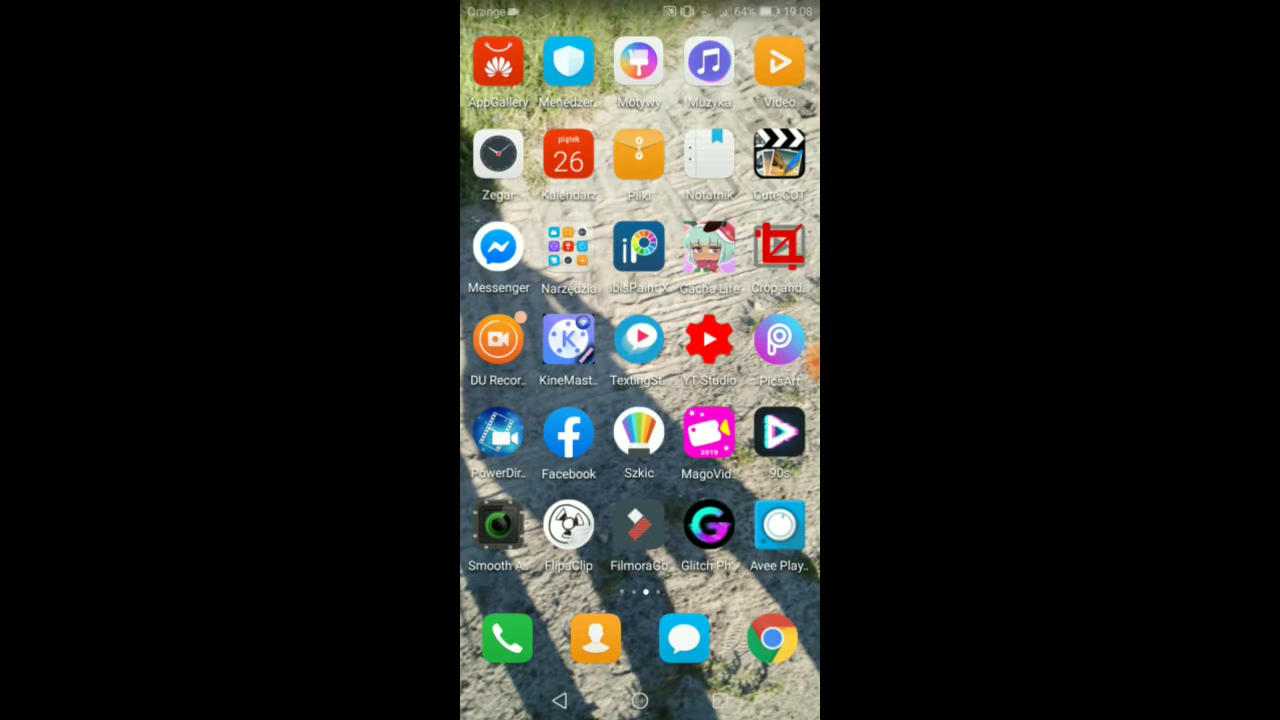 Orange 64% 19:08
AppGallery Menedżer.. Motywy Muzyka Video
piątek
26
Zegar Kalendarz Pliki Notatnik Cute CUT
iP
Messenger Narzędzia ibisPaint X Gacha Life Crop and..
K
DU Recor.. KineMast.. TextingSt.. YT Studio PicsArt
2019
PowerDir.. Facebook Szkic MagoVid.. 90s
Smooth A.. FlipaClip FilmoraGo Glitch Ph.. Avee Play..